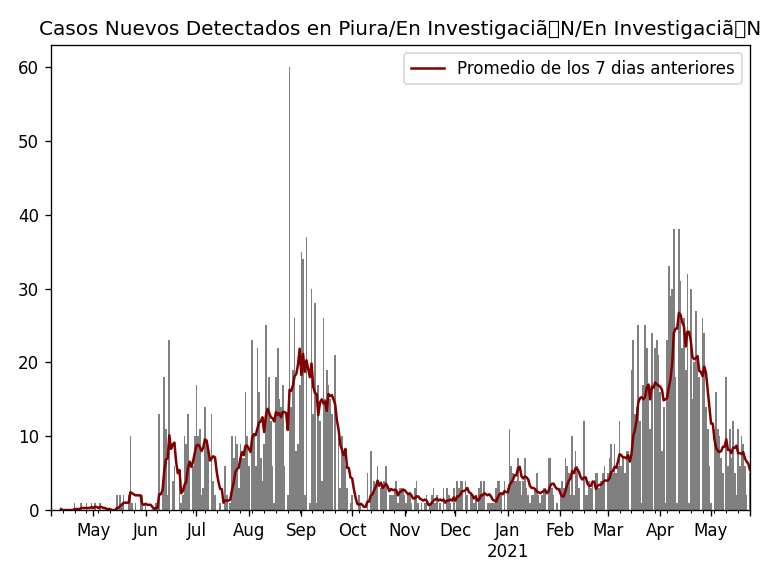 Casos Nuevos Detectados en Piura/En Investigaciã�N/En Investigaciã�N
Promedio de los 7 dias anteriores
60
50
40
30
20
10
0
May Jun Jul Aug Sep Oct Nov Dec Jan Feb Mar Apr May
2021